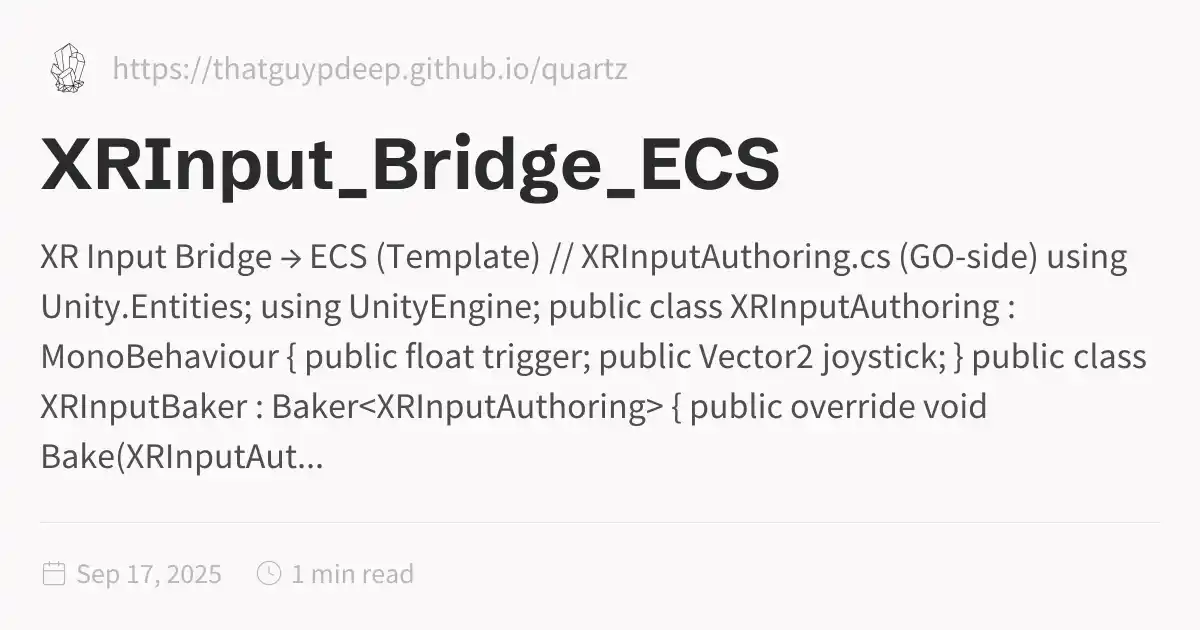 https://thatguypdeep.github.io/quartz
XRInput_Bridge_ECS
XR Input Bridge → ECS (Template) // XRInputAuthoring.cs (GO-side) using
Unity.Entities; using UnityEngine; public class XRInputAuthoring :
MonoBehaviour { public float trigger; public Vector2 joystick; } public class
XRInputBaker : Baker<XRInputAuthoring> { public override void
Bake(XRInputAut...
Sep 17, 2025 1 min read